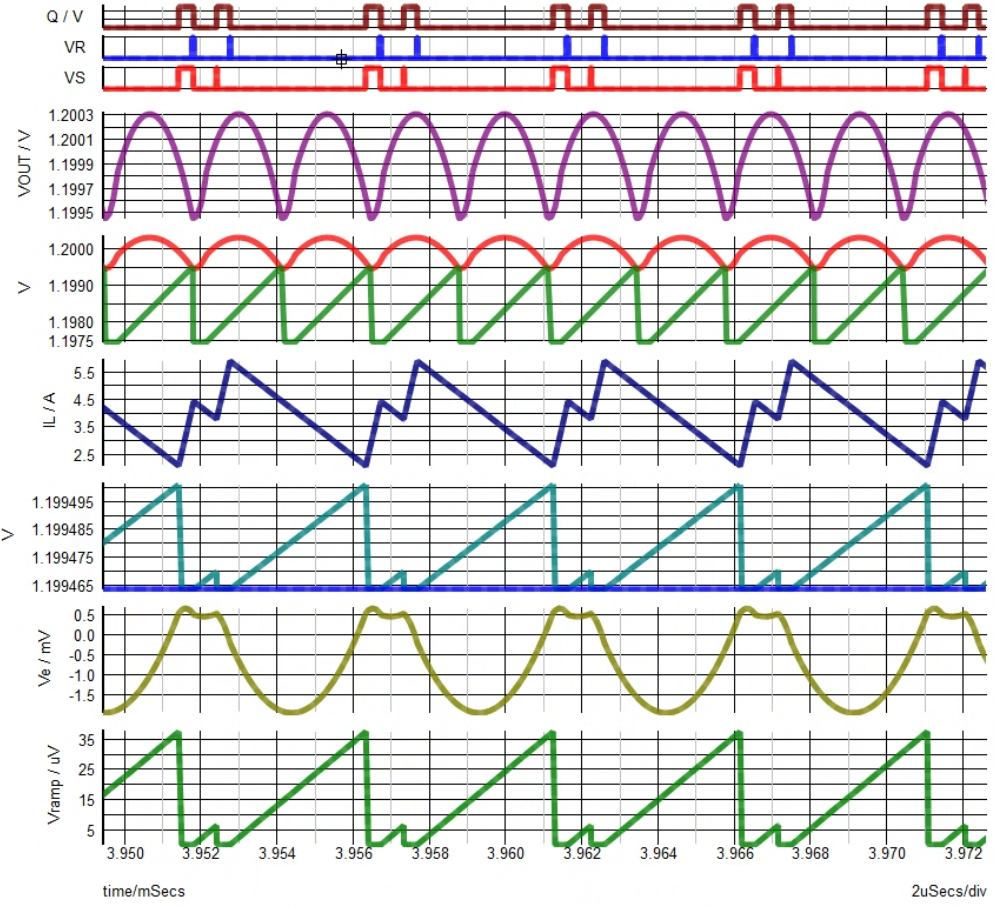 Q / V
VR
VS
VOUT / V
1.2003
1.2001
1.1999
1.1997
1.1995
V
1.2000
1.1990
1.1980
1.1975
IL / A
5.5
4.5
3.5
2.5
V
1.199495
1.199485
1.199475
1.199465
Ve / mV
0.5
0.0
-0.5
-1.0
-1.5
Vramp / uV
35
25
15
5
3.950 3.952 3.954 3.956 3.958 3.960 3.962 3.964 3.966 3.968 3.970 3.972
time/mSecs 2uSecs/div